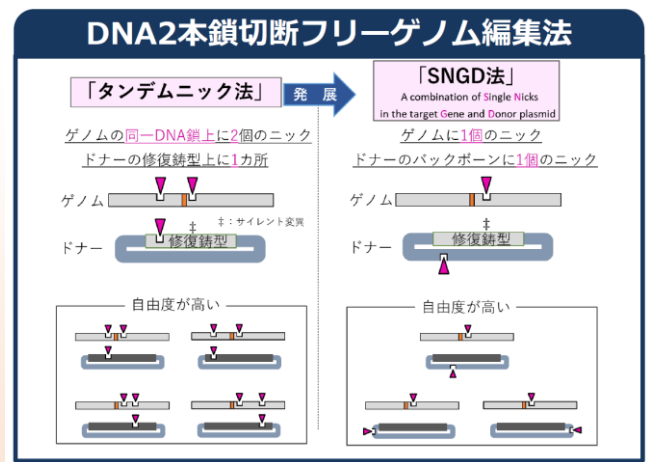 DNA2本鎖切断フリーゲノム編集法
「タンデムニック法」
発 展
「SNGD法」
A combination of Single Nicks
in the target Gene and Donor plasmid
ゲノムの同一DNA鎖上に2個のニック
ドナーの修復鋳型上に1カ所
ゲノム
ドナー
修復鋳型
‡
‡：サイレント変異
自由度が高い
ゲノムに1個のニック
ドナーのバックボーンに1個のニック
ゲノム
ドナー
‡
修復鋳型
自由度が高い